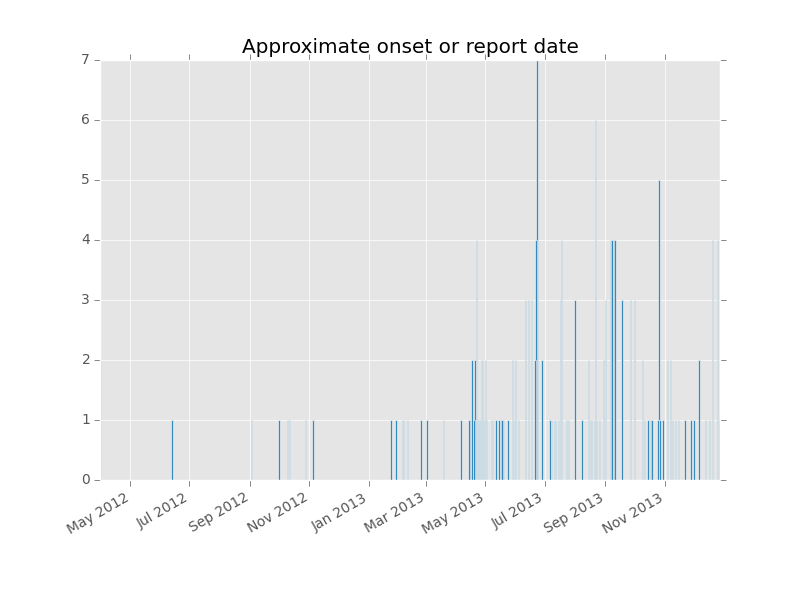 Approximate onset or report date
7
6
5
4
3
2
1
0
May 2012
Jul 2012
Sep 2012
Nov 2012
Jan 2013
Mar 2013
May 2013
Jul 2013
Sep 2013
Nov 2013